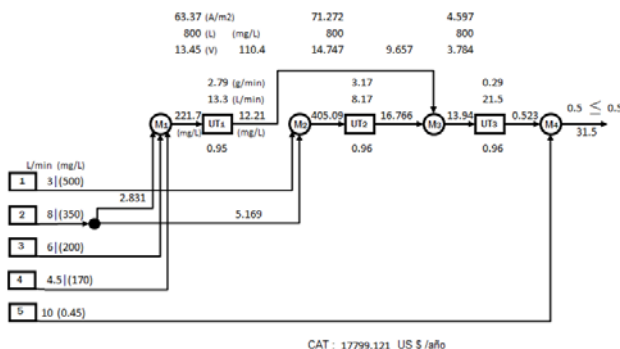 63.37 (A/m2) 71.272 4.597
800 (L) (mg/L) 800 800
13.45 (V) 110.4 14.747 9.657 3.784
2.79 (g/min) 3.17 0.29
13.3 (L/min) 8.17 21.5
M1 221.7 UT1 12.21 M2 405.09 UT2 16.766 M3 13.94 UT3 0.523 M4 0.5 ≤ 0.5
(mg/L) (mg/L) 31.5
0.95 0.96 0.96
L/min (mg/L)
1 3|(500)
2.831
2 8|(350) 5.169
3 6|(200)
4 4.5|(170)
5 10 (0.45)
CAT : 17799.121 US $ /año